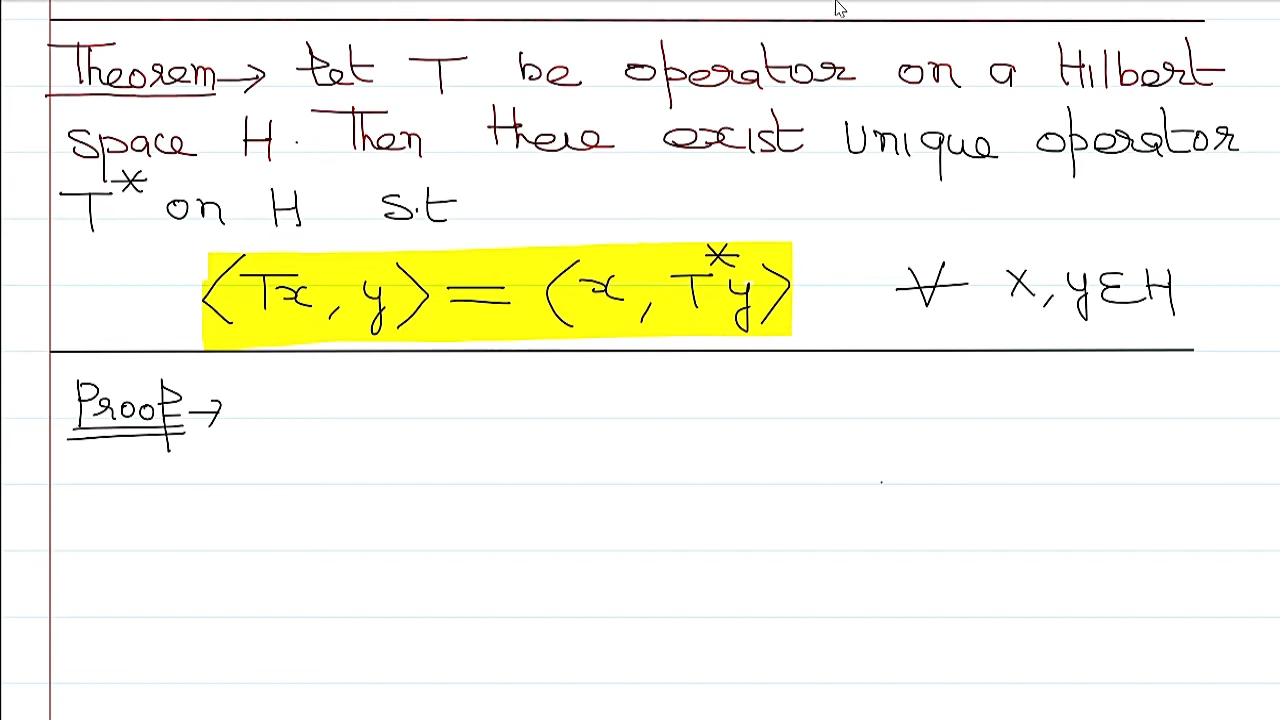 Theorem → Let T be operator on a Hilbert
space H. Then there exist unique operator
T* on H s.t
⟨Tx, y⟩ = (x, T*y⟩ ∀ x, y ∈ H
Proof →